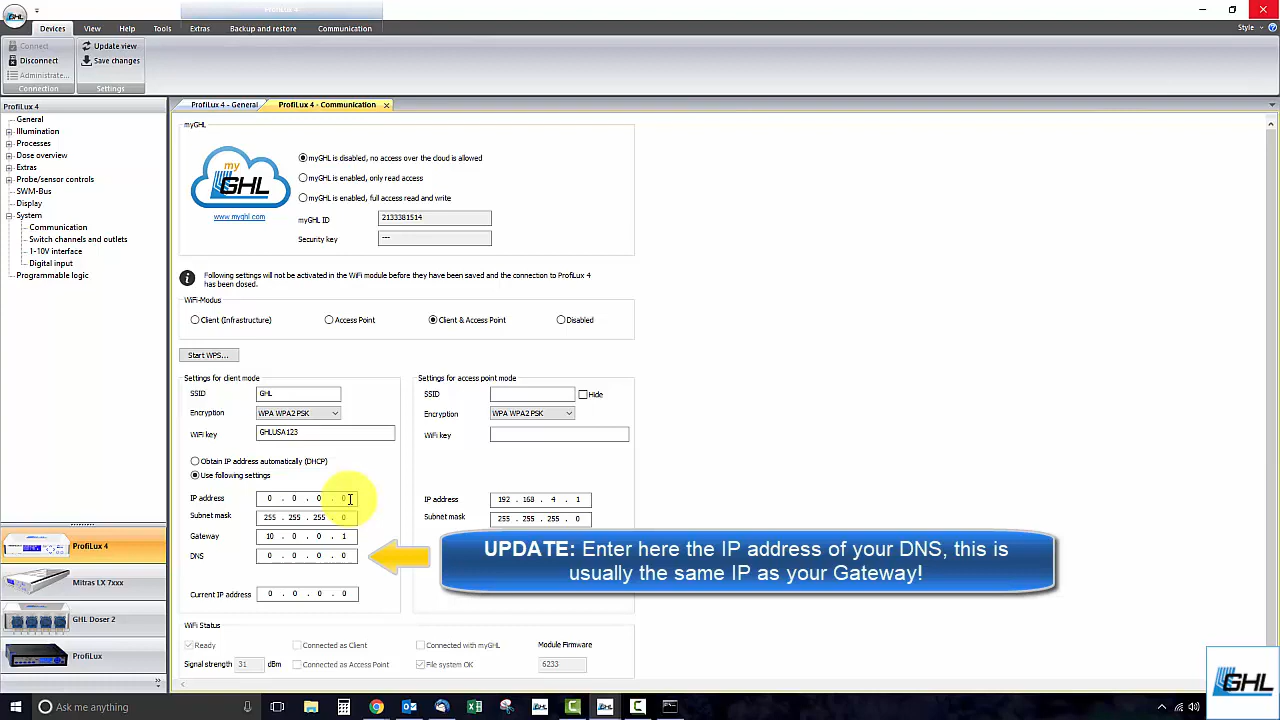 GHL
ProfiLux 4
Devices
View
Help
Tools
Extras
Backup and restore
Communication
Style
Connect
Disconnect
Administrate...
Connection
Update view
Save changes
Settings
ProfiLux 4
General
Illumination
Processes
Dose overview
Extras
Probe/sensor controls
SWM-Bus
Display
System
Communication
Switch channels and outlets
1-10V interface
Digital input
Programmable logic
ProfiLux 4
Mitras LX 7xxx
GHL Doser 2
ProfiLux
ProfiLux 4 - General
ProfiLux 4 - Communication
myGHL
my
GHL
www.myghl.com
myGHL is disabled, no access over the cloud is allowed
myGHL is enabled, only read access
myGHL is enabled, full access read and write
myGHL ID 2133381514
Security key ---
Following settings will not be activated in the WiFi module before they have been saved and the connection to ProfiLux 4
has been closed.
WiFi-Modus
Client (Infrastructure) Access Point Client & Access Point Disabled
Start WPS...
Settings for client mode
SSID GHL
Encryption WPA WPA2 PSK
WiFi key GHLUSA123
Obtain IP address automatically (DHCP)
Use following settings
IP address 0 . 0 . 0 . 0
Subnet mask 255 . 255 . 255 . 0
Gateway 10 . 0 . 0 . 1
DNS 0 . 0 . 0 . 0
Current IP address 0 . 0 . 0 . 0
Settings for access point mode
SSID Hide
Encryption WPA WPA2 PSK
WiFi key
IP address 192 . 168 . 4 . 1
Subnet mask 255 . 255 . 255 . 0
UPDATE: Enter here the IP address of your DNS, this is
usually the same IP as your Gateway!
WiFi Status
Ready Connected as Client Connected with myGHL Module Firmware
Signal strength 31 dBm Connected as Access Point File system OK 6233
Ask me anything
GHL